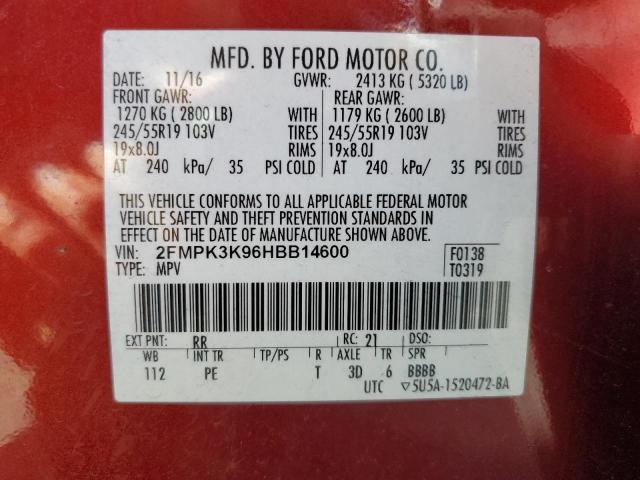 MFD. BY FORD MOTOR CO.
DATE: 11/16 GVWR: 2413 KG ( 5320 LB)
FRONT GAWR: REAR GAWR:
1270 KG ( 2800 LB) WITH 1179 KG ( 2600 LB) WITH
245/55R19 103V TIRES 245/55R19 103V TIRES
19x8.0J RIMS 19x8.0J RIMS
AT 240 kPa/ 35 PSI COLD AT 240 kPa/ 35 PSI COLD
THIS VEHICLE CONFORMS TO ALL APPLICABLE FEDERAL MOTOR
VEHICLE SAFETY AND THEFT PREVENTION STANDARDS IN
EFFECT ON THE DATE OF MANUFACTURE SHOWN ABOVE.
VIN: 2FMPK3K96HBB14600 F0138
TYPE: MPV T0319
EXT PNT: RR RC: 21 DSO:
WB INT TR TP/PS R AXLE TR SPR
112 PE T 3D 6 BBBB
UTC ▽5U5A-1520472-BA